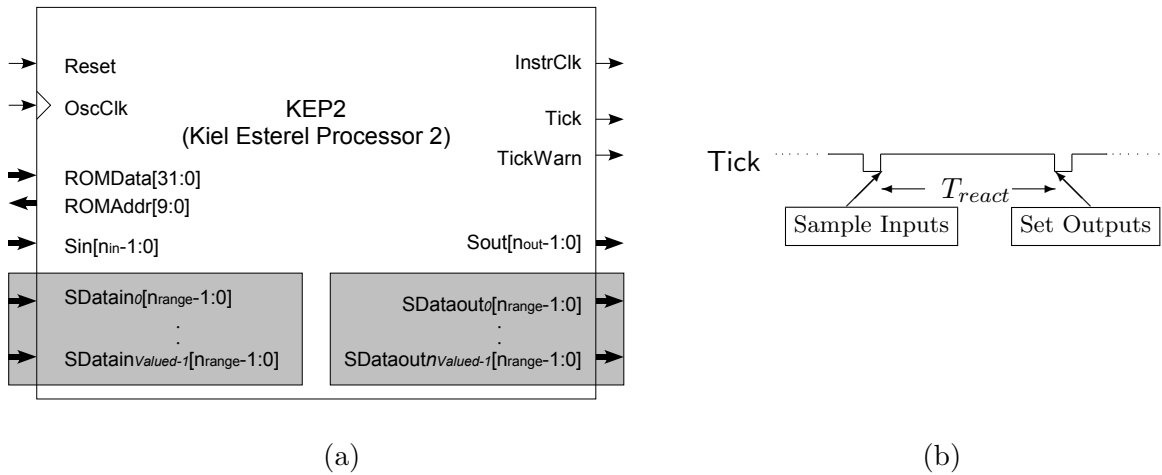 Reset
OscClk
KEP2
(Kiel Esterel Processor 2)
ROMData[31:0]
ROMAddr[9:0]
Sin[nin-1:0]
SDatain0[nrange-1:0]
.
.
SDatainValued-1[nrange-1:0]
InstrClk
Tick
TickWarn
Sout[nout-1:0]
SDataout0[nrange-1:0]
.
.
SDataoutnValued-1[nrange-1:0]
(a)
Tick
Treact
Sample Inputs
Set Outputs
(b)